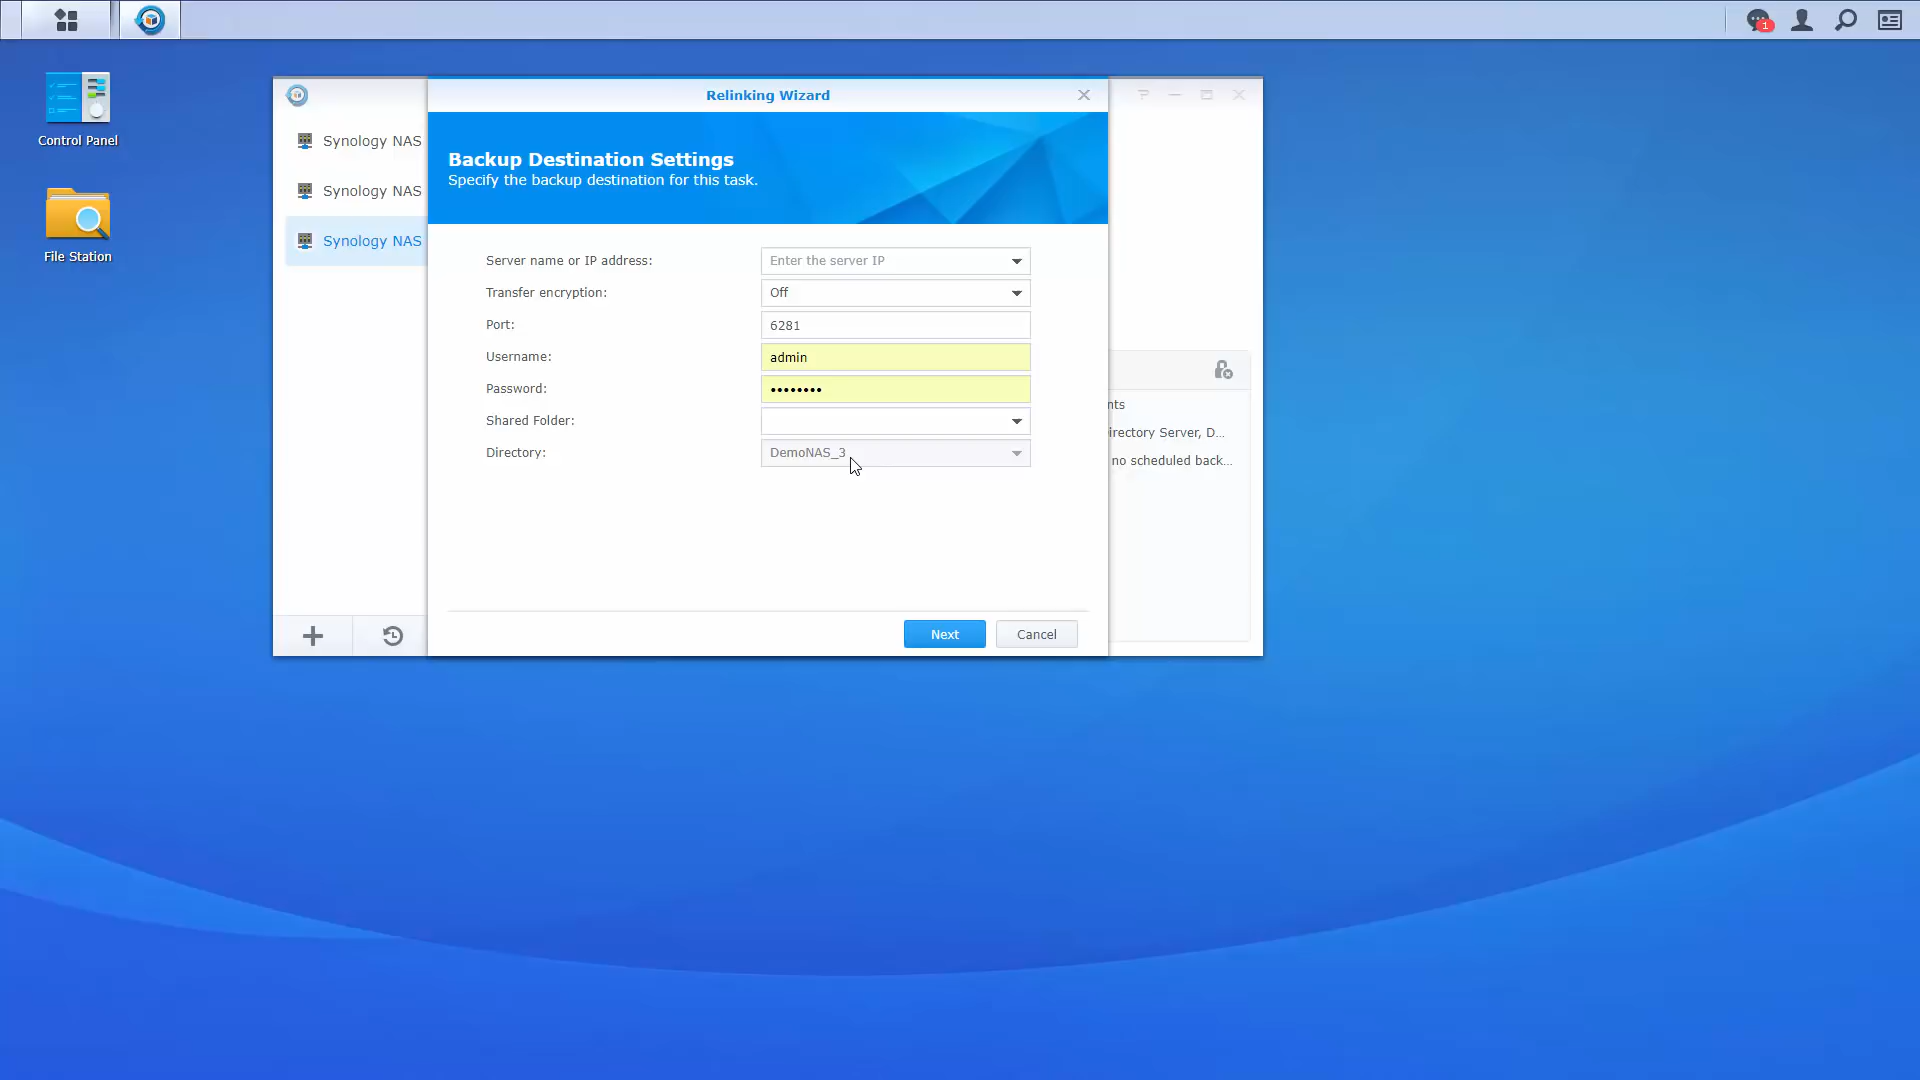 1
Control Panel
File Station
Synology NAS
Synology NAS
Synology NAS
Relinking Wizard
Backup Destination Settings
Specify the backup destination for this task.
Server name or IP address: Enter the server IP
Transfer encryption: Off
Port: 6281
Username: admin
Password: ••••••••
Shared Folder:
Directory: DemoNAS_3
Next Cancel
nts
irectory Server, D...
no scheduled back...